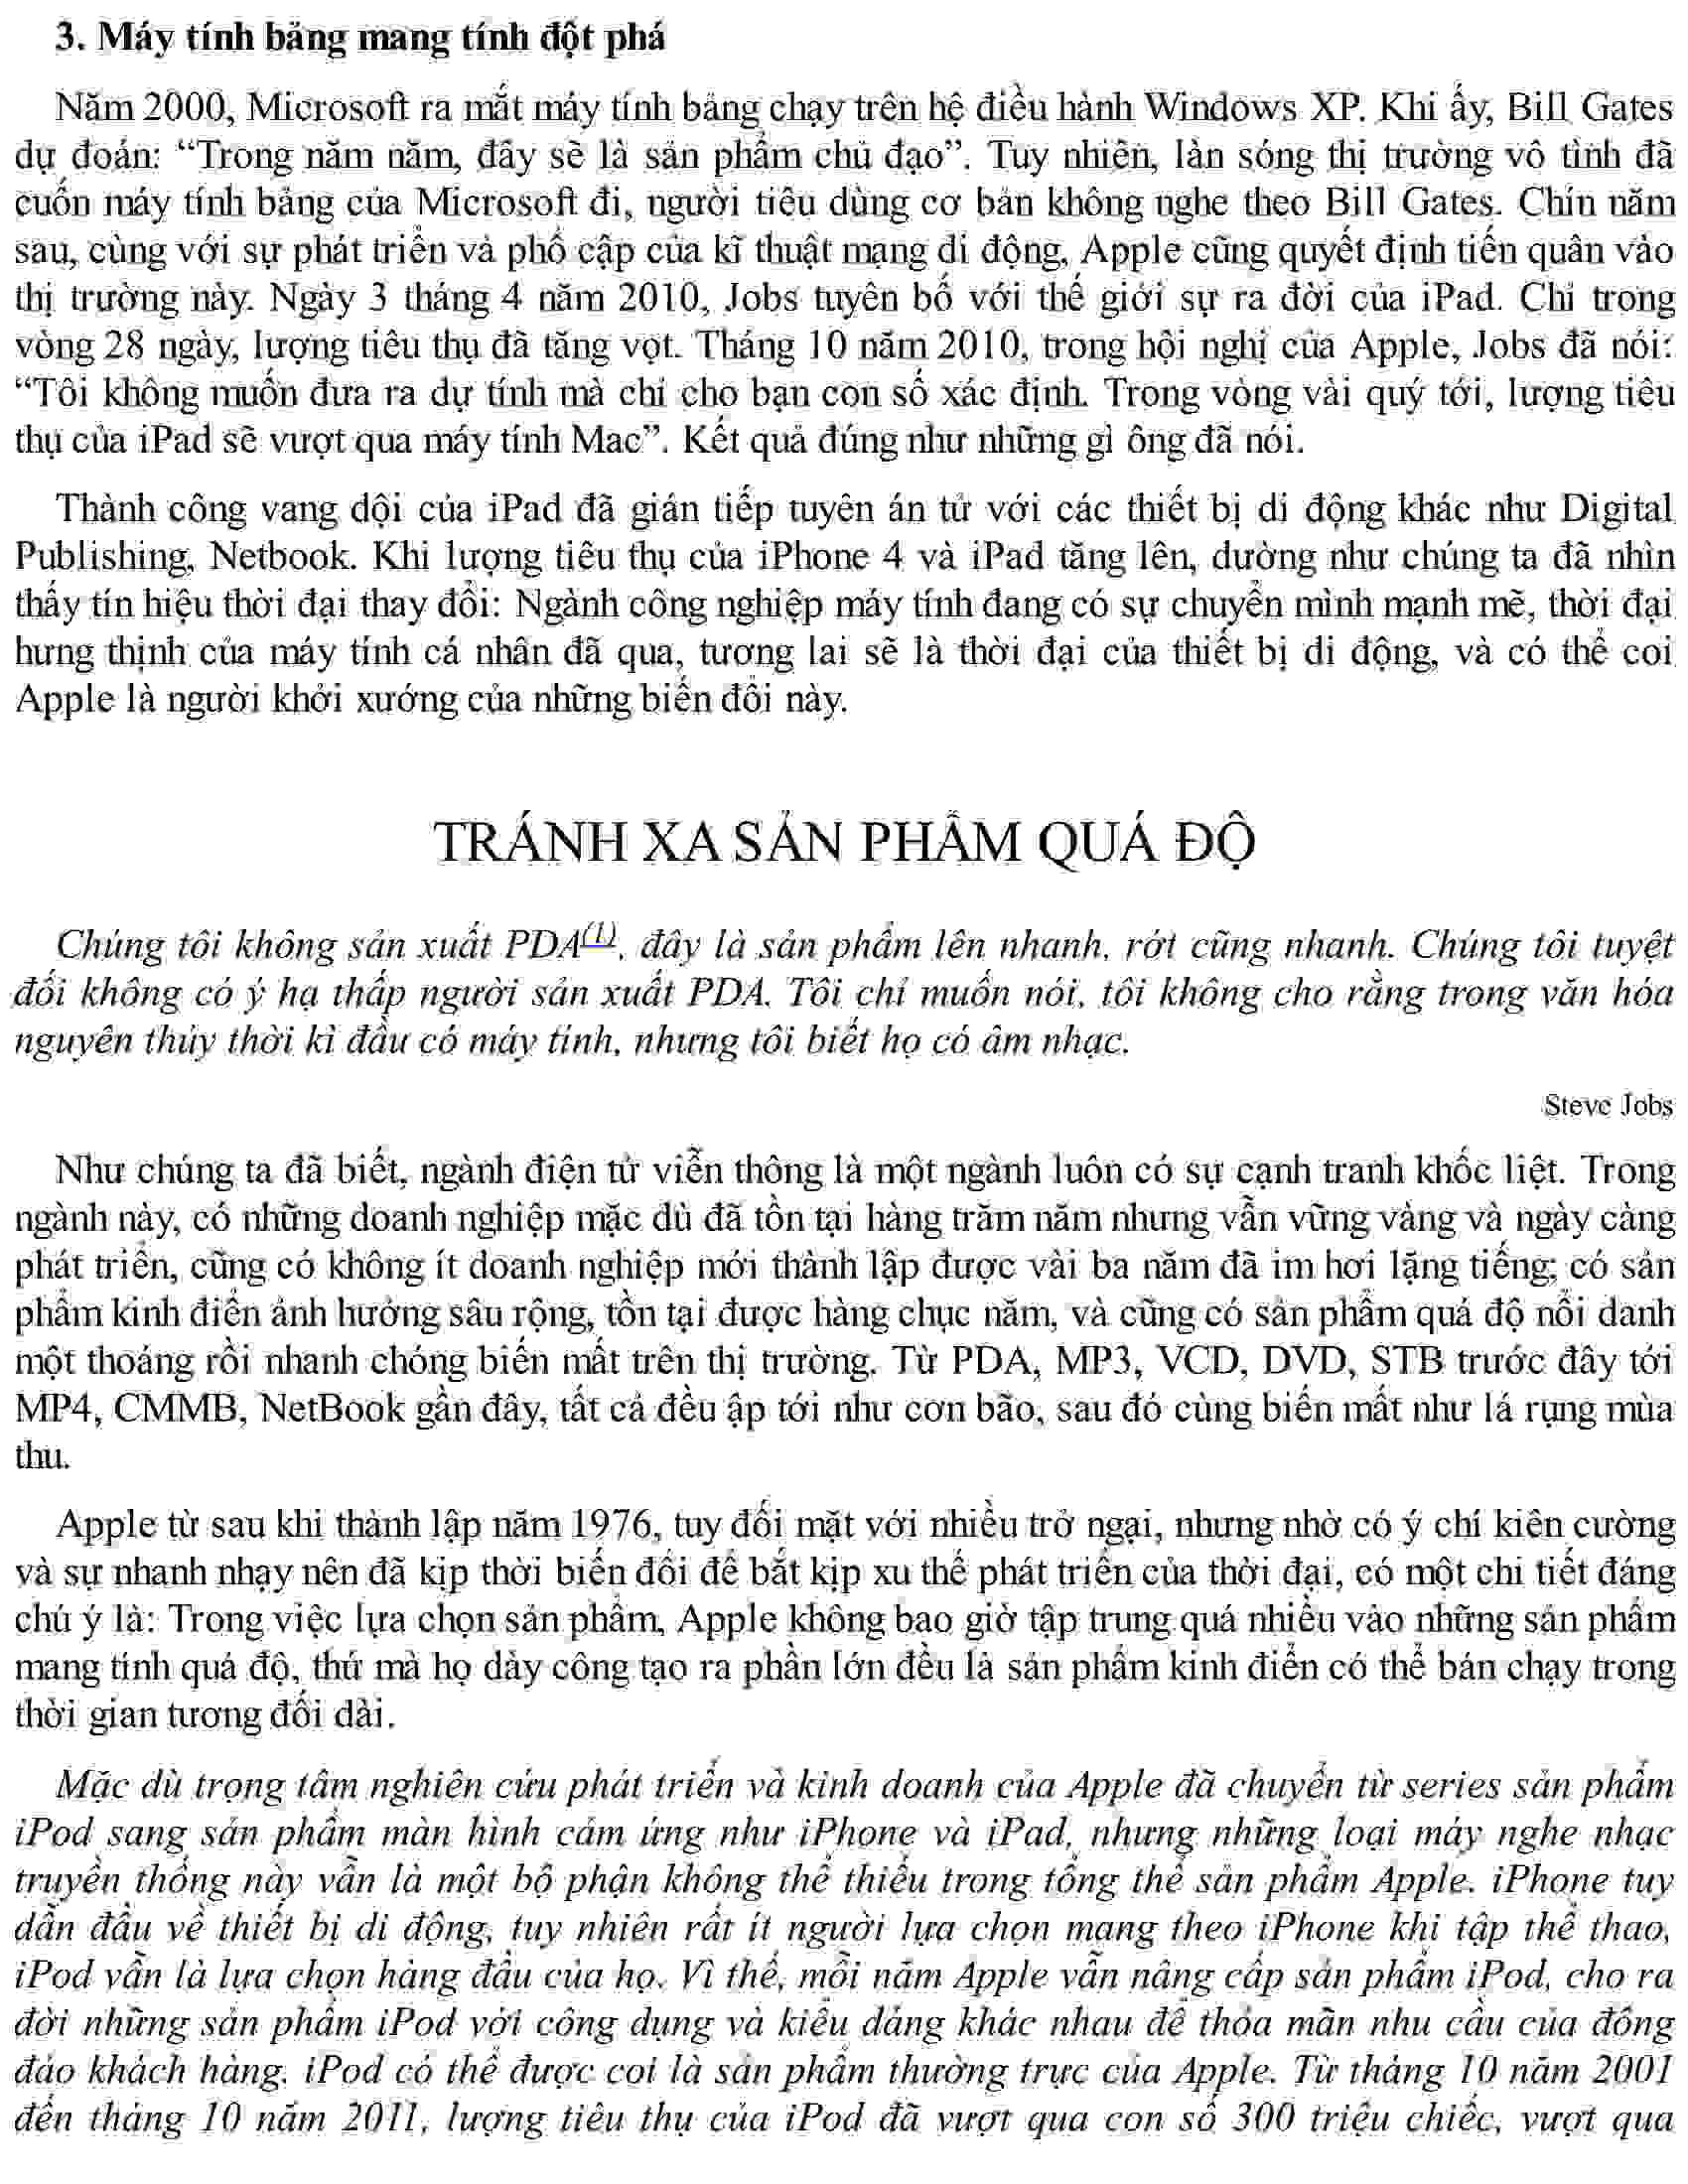 3. Máy tính bảng mang tính đột phá
Năm 2000, Microsoft ra mắt máy tính bảng chạy trên hệ điều hành Windows XP. Khi ấy, Bill Gates
dự đoán: “Trong năm năm, đây sẽ là sản phẩm chủ đạo”. Tuy nhiên, làn sóng thị trường vô tình đã
cuốn máy tính bảng của Microsoft đi, người tiêu dùng cơ bản không nghe theo Bill Gates. Chín năm
sau, cùng với sự phát triển và phổ cập của kĩ thuật mạng di động, Apple cũng quyết định tiến quân vào
thị trường này. Ngày 3 tháng 4 năm 2010, Jobs tuyên bố với thế giới sự ra đời của iPad. Chỉ trong
vòng 28 ngày, lượng tiêu thụ đã tăng vọt. Tháng 10 năm 2010, trong hội nghị của Apple, Jobs đã nói:
“Tôi không muốn đưa ra dự tính mà chỉ cho bạn con số xác định. Trong vòng vài quý tới, lượng tiêu
thụ của iPad sẽ vượt qua máy tính Mac”. Kết quả đúng như những gì ông đã nói.
Thành công vang dội của iPad đã gián tiếp tuyên án tử với các thiết bị di động khác như Digital
Publishing, Netbook. Khi lượng tiêu thụ của iPhone 4 và iPad tăng lên, dường như chúng ta đã nhìn
thấy tín hiệu thời đại thay đổi: Ngành công nghiệp máy tính đang có sự chuyển mình mạnh mẽ, thời đại
hưng thịnh của máy tính cá nhân đã qua, tương lai sẽ là thời đại của thiết bị di động, và có thể coi
Apple là người khởi xướng của những biến đổi này.
TRÁNH XA SẢN PHẨM QUÁ ĐỘ
Chúng tôi không sản xuất PDA(1), đây là sản phẩm lên nhanh, rớt cũng nhanh. Chúng tôi tuyệt
đối không có ý hạ thấp người sản xuất PDA. Tôi chỉ muốn nói, tôi không cho rằng trong văn hóa
nguyên thủy thời kì đầu có máy tính, nhưng tôi biết họ có âm nhạc.
Steve Jobs
Như chúng ta đã biết, ngành điện tử viễn thông là một ngành luôn có sự cạnh tranh khốc liệt. Trong
ngành này, có những doanh nghiệp mặc dù đã tồn tại hàng trăm năm nhưng vẫn vững vàng và ngày càng
phát triển, cũng có không ít doanh nghiệp mới thành lập được vài ba năm đã im hơi lặng tiếng; có sản
phẩm kinh điển ảnh hưởng sâu rộng, tồn tại được hàng chục năm, và cũng có sản phẩm quá độ nổi danh
một thoáng rồi nhanh chóng biến mất trên thị trường. Từ PDA, MP3, VCD, DVD, STB trước đây tới
MP4, CMMB, NetBook gần đây, tất cả đều ập tới như cơn bão, sau đó cùng biến mất như lá rụng mùa
thu.
Apple từ sau khi thành lập năm 1976, tuy đối mặt với nhiều trở ngại, nhưng nhờ có ý chí kiên cường
và sự nhanh nhạy nên đã kịp thời biến đổi để bắt kịp xu thế phát triển của thời đại, có một chi tiết đáng
chú ý là: Trong việc lựa chọn sản phẩm, Apple không bao giờ tập trung quá nhiều vào những sản phẩm
mang tính quá độ, thứ mà họ dày công tạo ra phần lớn đều là sản phẩm kinh điển có thể bán chạy trong
thời gian tương đối dài.
Mặc dù trọng tâm nghiên cứu phát triển và kinh doanh của Apple đã chuyển từ series sản phẩm
iPod sang sản phẩm màn hình cảm ứng như iPhone và iPad, nhưng những loại máy nghe nhạc
truyền thống này vẫn là một bộ phận không thể thiếu trong tổng thể sản phẩm Apple. iPhone tuy
dẫn đầu về thiết bị di động, tuy nhiên rất ít người lựa chọn mang theo iPhone khi tập thể thao,
iPod vẫn là lựa chọn hàng đầu của họ. Vì thế, mỗi năm Apple vẫn nâng cấp sản phẩm iPod, cho ra
đời những sản phẩm iPod với công dụng và kiểu dáng khác nhau để thỏa mãn nhu cầu của đông
đảo khách hàng. iPod có thể được coi là sản phẩm thường trực của Apple. Từ tháng 10 năm 2001
đến tháng 10 năm 2011, lượng tiêu thụ của iPod đã vượt qua con số 300 triệu chiếc, vượt qua